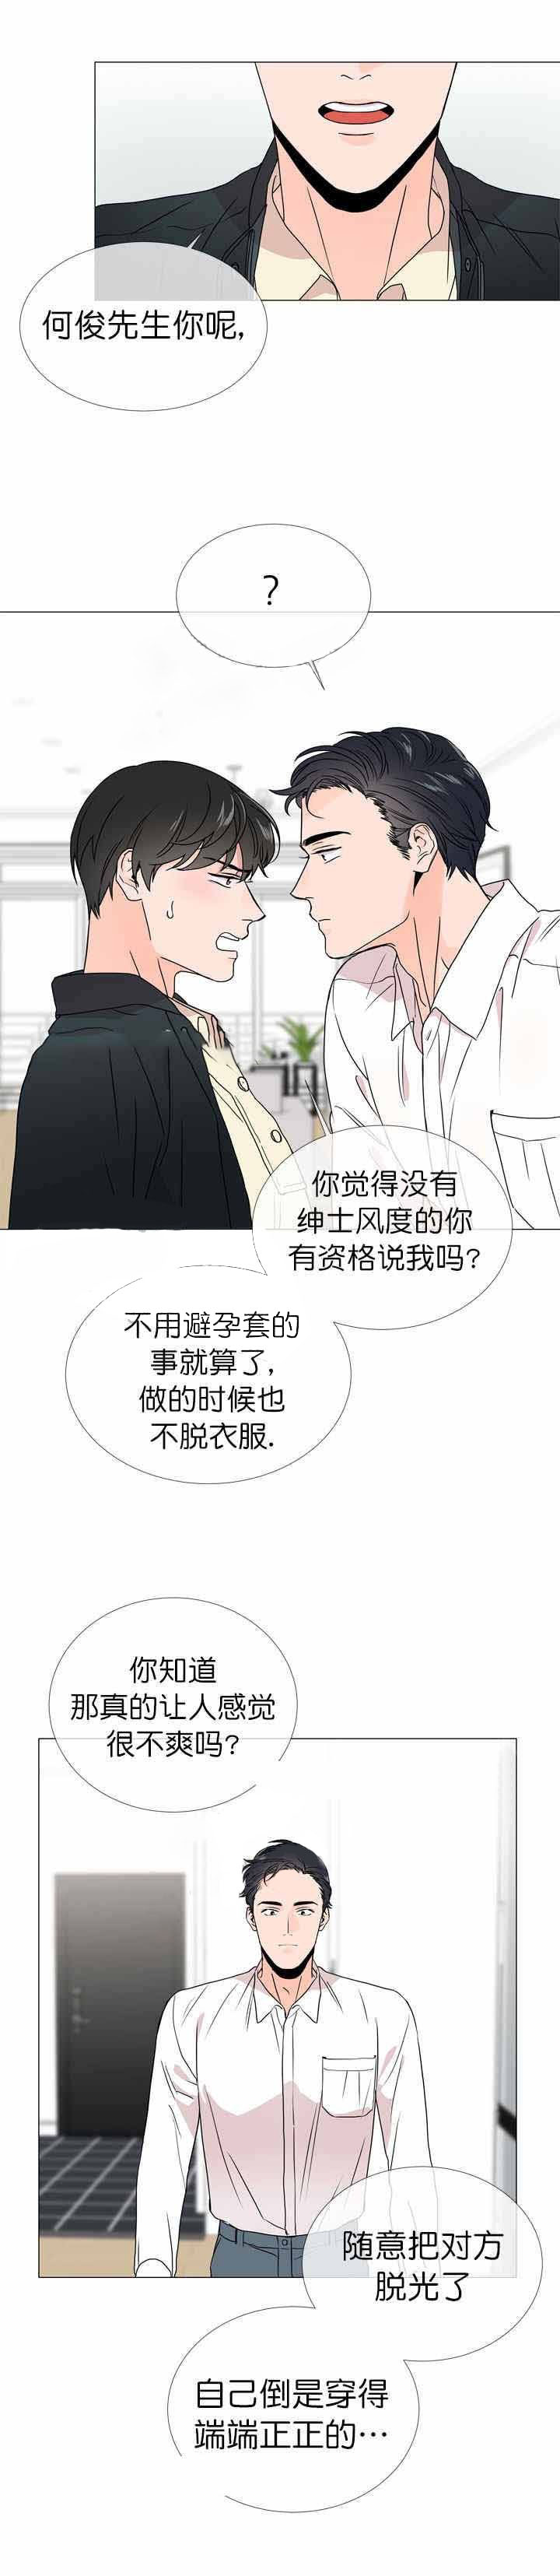 何俊先生你呢,
?
你觉得没有
绅士风度的你
有资格说我吗?
不用避孕套的
事就算了,
做的时候也
不脱衣服.
你知道
那真的让人感觉
很不爽吗?
随意把对方
脱光了
自己倒是穿得
端端正正的…